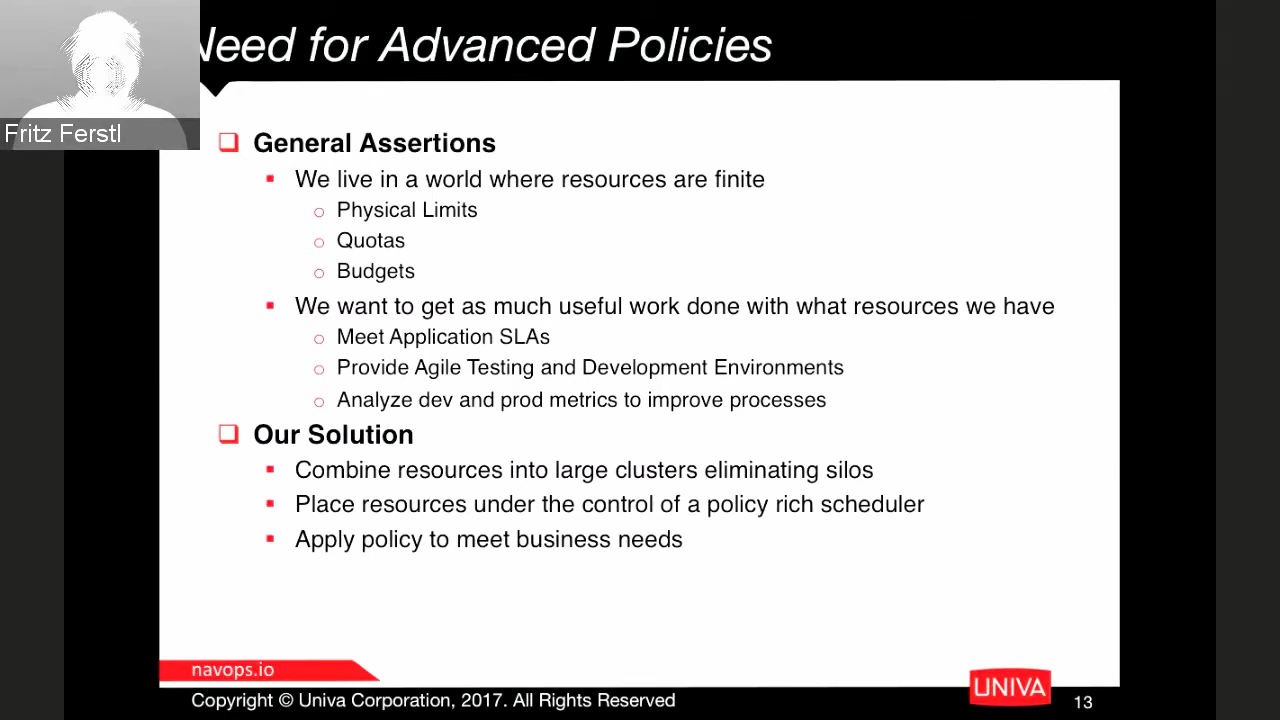 Need for Advanced Policies
Fritz Ferstl
General Assertions
We live in a world where resources are finite
Physical Limits
Quotas
Budgets
We want to get as much useful work done with what resources we have
Meet Application SLAs
Provide Agile Testing and Development Environments
Analyze dev and prod metrics to improve processes
Our Solution
Combine resources into large clusters eliminating silos
Place resources under the control of a policy rich scheduler
Apply policy to meet business needs
navops.io
Copyright © Univa Corporation, 2017. All Rights Reserved
UNIVA
13